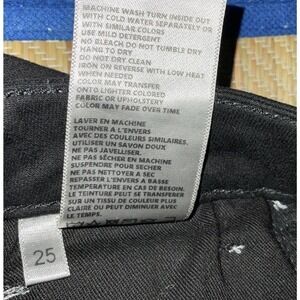 MACHINE WASH TURN INSIDE OUT
WITH COLD WATER SEPARATELY OR
WITH SIMILAR COLORS
USE MILD DETERGENT
NO BLEACH DO NOT TUMBLE DRY
HANG TO DRY
DO NOT DRY CLEAN
IRON ON REVERSE WITH LOW HEAT
WHEN NEEDED
COLOR MAY TRANSFER
ONTO LIGHTER COLORED
FABRIC OR UPHOLSTERY
COLOR MAY FADE OVER TIME
LAVER EN MACHINE
TOURNER À L'ENVERS
AVEC DES COULEURS SIMILAIRES.
UTILISER UN SAVON DOUX
NE PAS JAVELLISER.
NE PAS SÉCHER EN MACHINE
SUSPENDRE POUR SECHER
NE PAS NETTOYER A SEC
REPASSER L'ENVERS A BASSE
TEMPERATURE EN CAS DE BESOIN.
LE TEINTURE PEUT SE TRANSFÉRER
SUR UN TISSU DE COULEUR PLUS
CLAIRE OU PEUT DIMINUER AVEC
LE TEMPS.
25